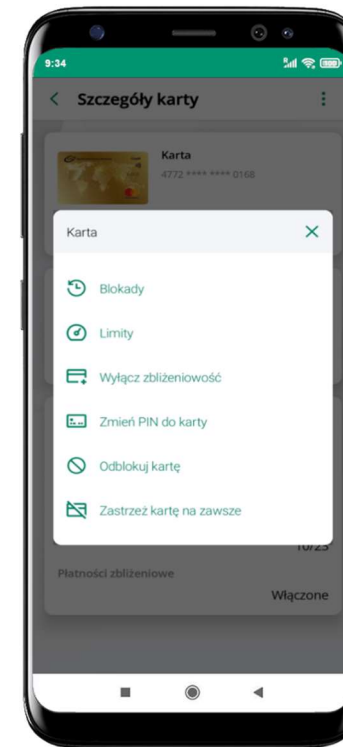 9:34
Szczegóły karty
Karta
4772 **** **** 0168
Karta
Blokady
Limity
Wyłącz zbliżeniowość
Zmień PIN do karty
Odblokuj kartę
Zastrzeż kartę na zawsze
10/25
Płatności zbliżeniowe
Włączone